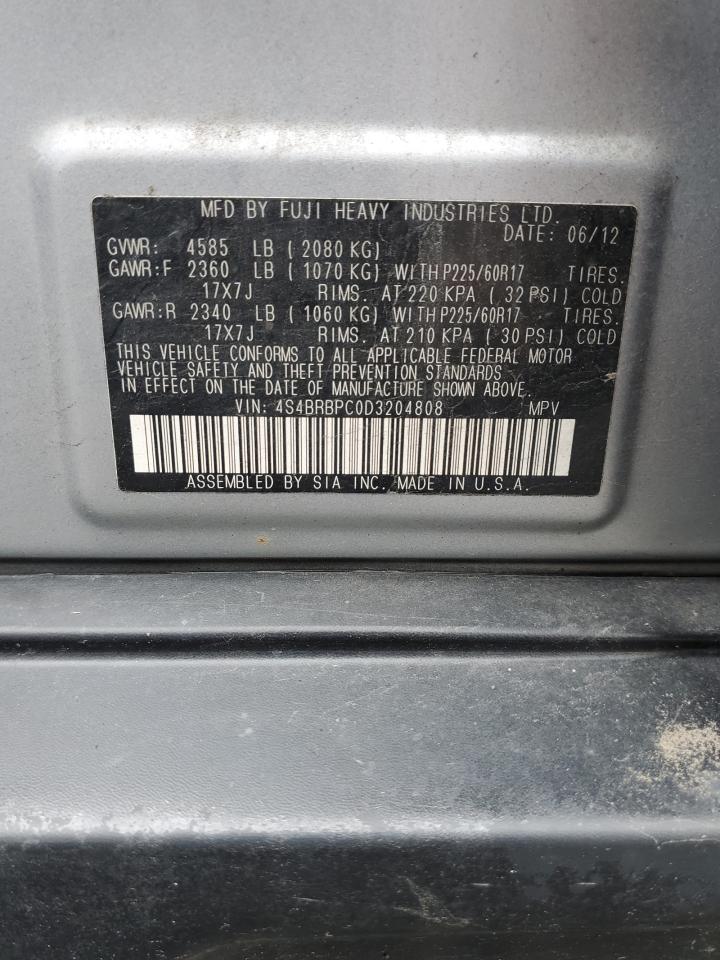 MFD BY FUJI HEAVY INDUSTRIES LTD.
DATE: 06/12
GVWR: 4585 LB ( 2080 KG)
GAWR:F 2360 LB ( 1070 KG) WITH P225/60R17 TIRES.
17X7J RIMS. AT 220 KPA ( 32 PSI) COLD
GAWR:R 2340 LB ( 1060 KG) WITH P225/60R17 TIRES.
17X7J RIMS. AT 210 KPA ( 30 PSI) COLD
THIS VEHICLE CONFORMS TO ALL APPLICABLE FEDERAL MOTOR
VEHICLE SAFETY AND THEFT PREVENTION STANDARDS
IN EFFECT ON THE DATE OF MANUFACTURE SHOWN ABOVE.
VIN: 4S4BRBPC0D3204808 MPV
ASSEMBLED BY SIA INC. MADE IN U.S.A.